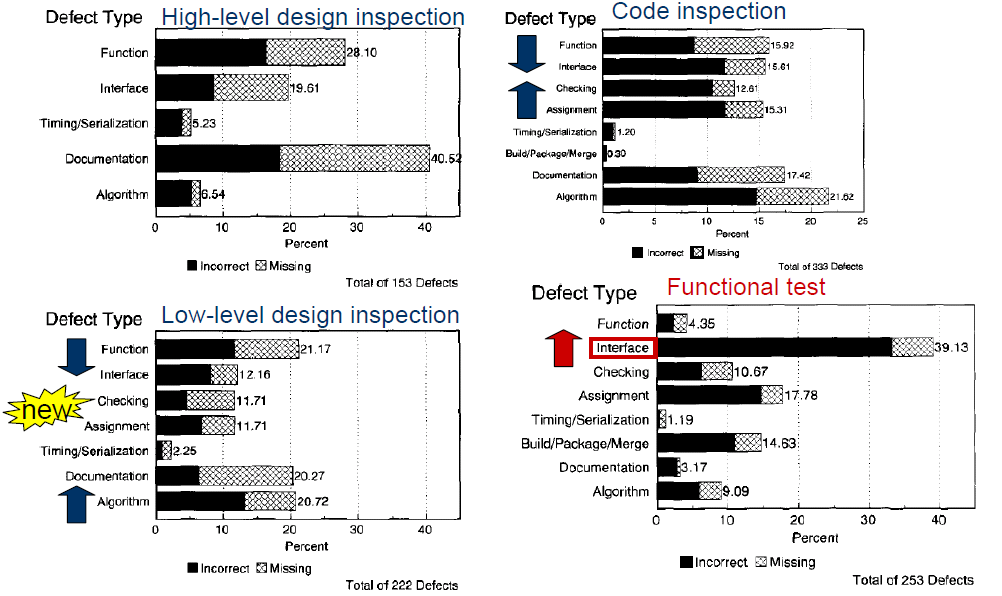 Defect Type
High-level design inspection
Function
28.10
Interface
19.61
Timing/Serialization
5.23
Documentation
40.52
Algorithm
6.54
0 10 20 30 40
Percent
Incorrect Missing
Total of 153 Defects
Defect Type
Code inspection
Function
15.92
Interface
15.61
Checking
12.61
Assignment
15.31
Timing/Serialization
1.20
Build/Package/Merge
0.30
Documentation
17.42
Algorithm
21.62
0 5 10 15 20 25
Percent
Incorrect Missing
Total of 333 Defects
Defect Type
Low-level design inspection
Function
21.17
Interface
12.16
new
Checking
11.71
Assignment
11.71
Timing/Serialization
2.25
Documentation
20.27
Algorithm
20.72
0 10 20 30 40
Percent
Incorrect Missing
Total of 222 Defects
Defect Type
Functional test
Function
4.35
Interface
39.13
Checking
10.67
Assignment
17.78
Timing/Serialization
1.19
Build/Package/Merge
14.63
Documentation
3.17
Algorithm
9.09
0 10 20 30 40
Percent
Incorrect Missing
Total of 253 Defects